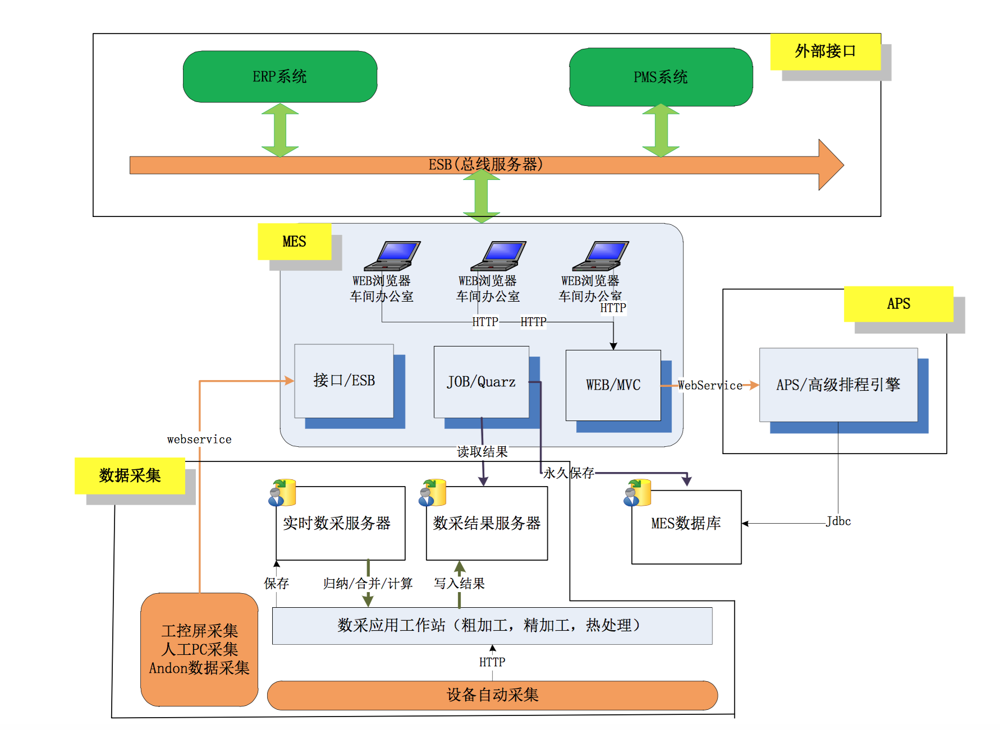 外部接口
ERP系统
PMS系统
ESB(总线服务器)
MES
WEB浏览器
车间办公室
WEB浏览器
车间办公室
WEB浏览器
车间办公室
HTTP
HTTP
HTTP
APS
接口/ESB
JOB/Quarz
WEB/MVC
WebService
APS/高级排程引擎
webservice
读取结果
数据采集
永久保存
实时数采服务器
数采结果服务器
MES数据库
Jdbc
保存
归纳/合并/计算
写入结果
数采应用工作站（粗加工，精加工，热处理）
工控屏采集
人工PC采集
Andon数据采集
HTTP
设备自动采集